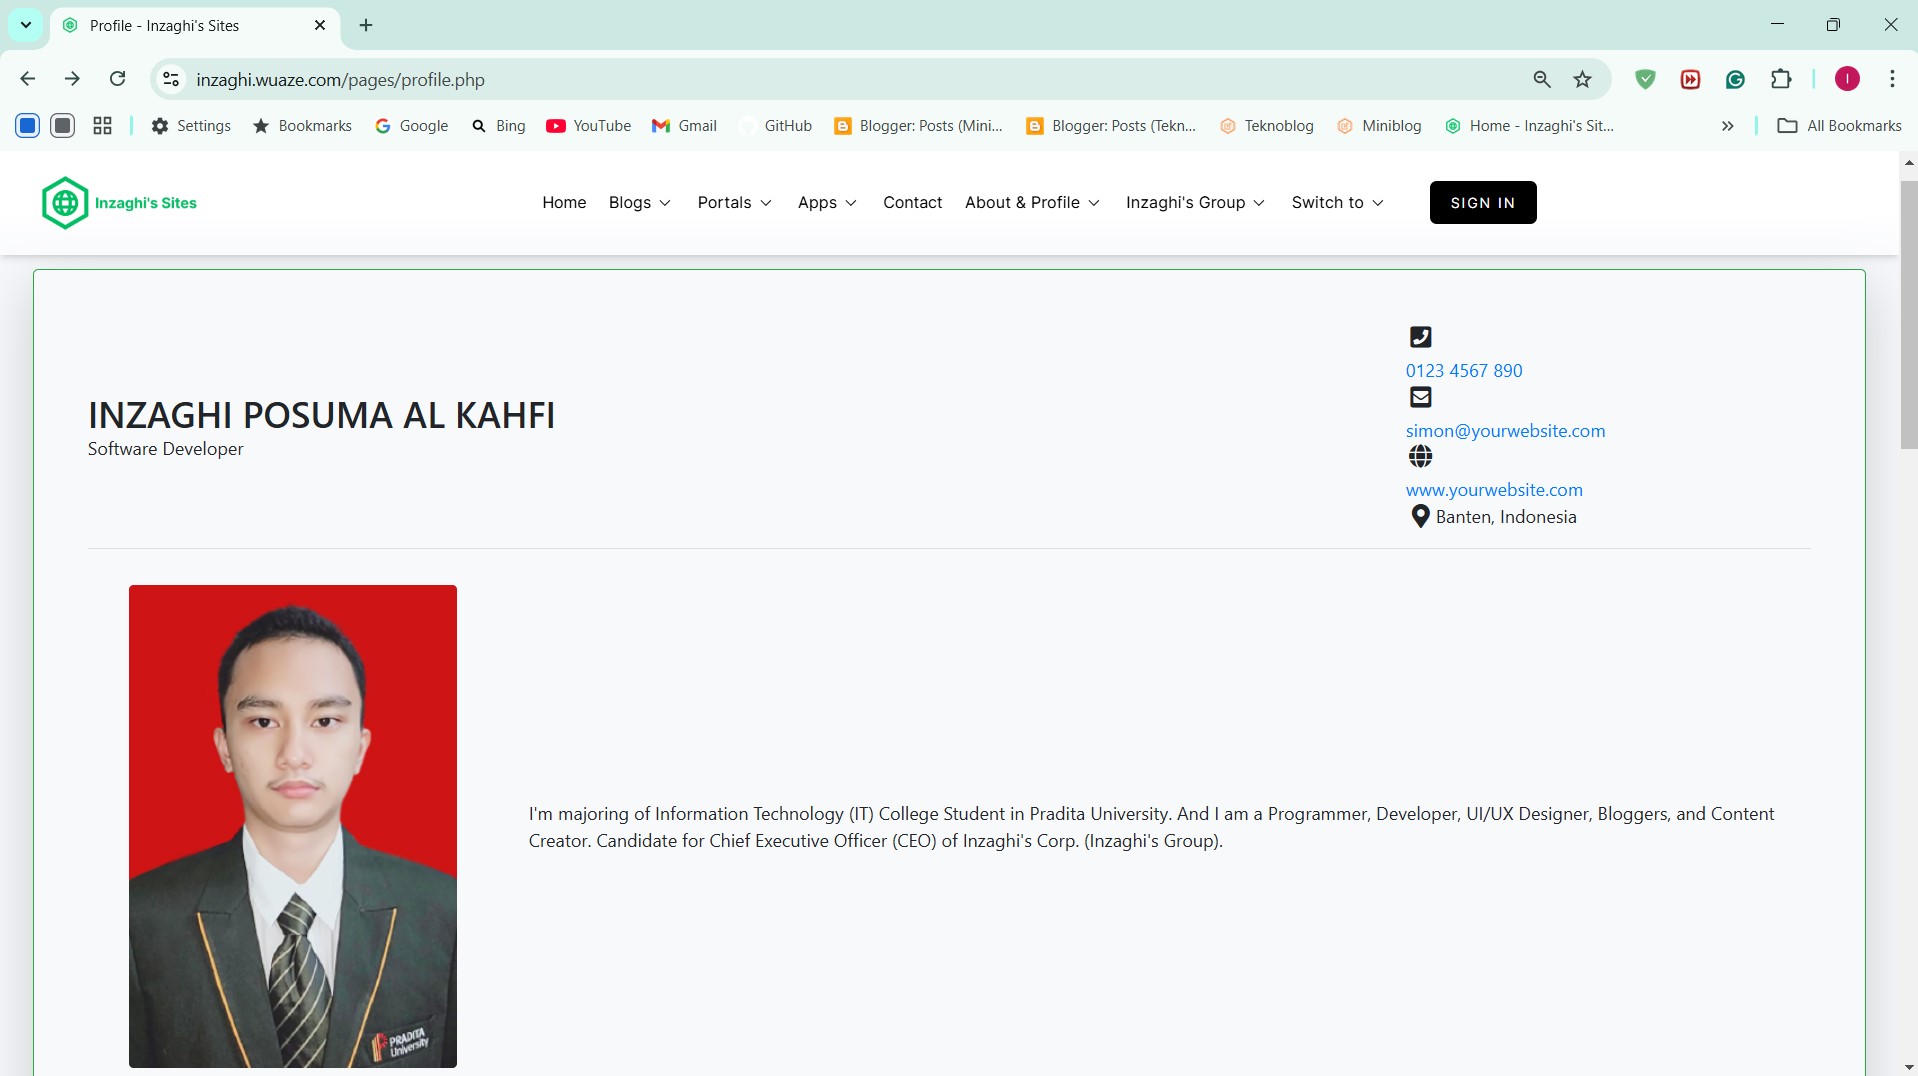 Profile - Inzaghi's Sites
inzaghi.wuaze.com/pages/profile.php
I
Settings Bookmarks Google Bing YouTube Gmail GitHub Blogger: Posts (Mini... Blogger: Posts (Tekn... Teknoblog Miniblog Home - Inzaghi's Sit... All Bookmarks
Inzaghi's Sites Home Blogs Portals Apps Contact About & Profile Inzaghi's Group Switch to SIGN IN
INZAGHI POSUMA AL KAHFI
Software Developer
0123 4567 890
simon@yourwebsite.com
www.yourwebsite.com
Banten, Indonesia
I'm majoring of Information Technology (IT) College Student in Pradita University. And I am a Programmer, Developer, UI/UX Designer, Bloggers, and Content
Creator. Candidate for Chief Executive Officer (CEO) of Inzaghi's Corp. (Inzaghi's Group).
PRADITA
University